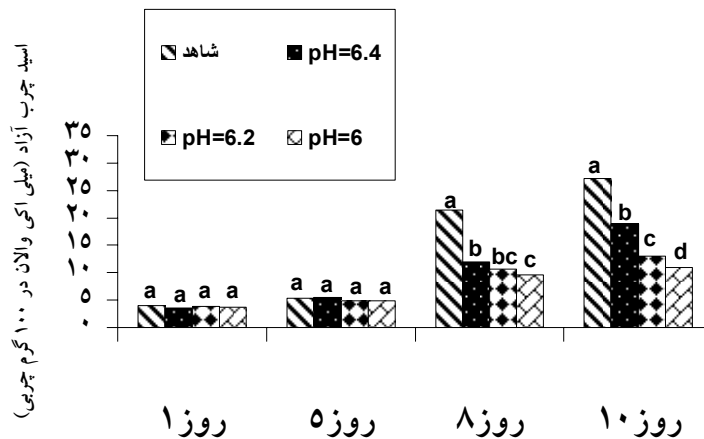 شاهد
pH=6.4
pH=6.2
pH=6
اسید چرب آزاد (میلی اکی والان در ۱۰۰ گرم چربی)
۳۵
۳۰
۲۵
۲۰
۱۵
۱۰
۵
۰
a a a a
a a a a
a b bc c
a b c d
روز۱ روز۵ روز۸ روز۱۰